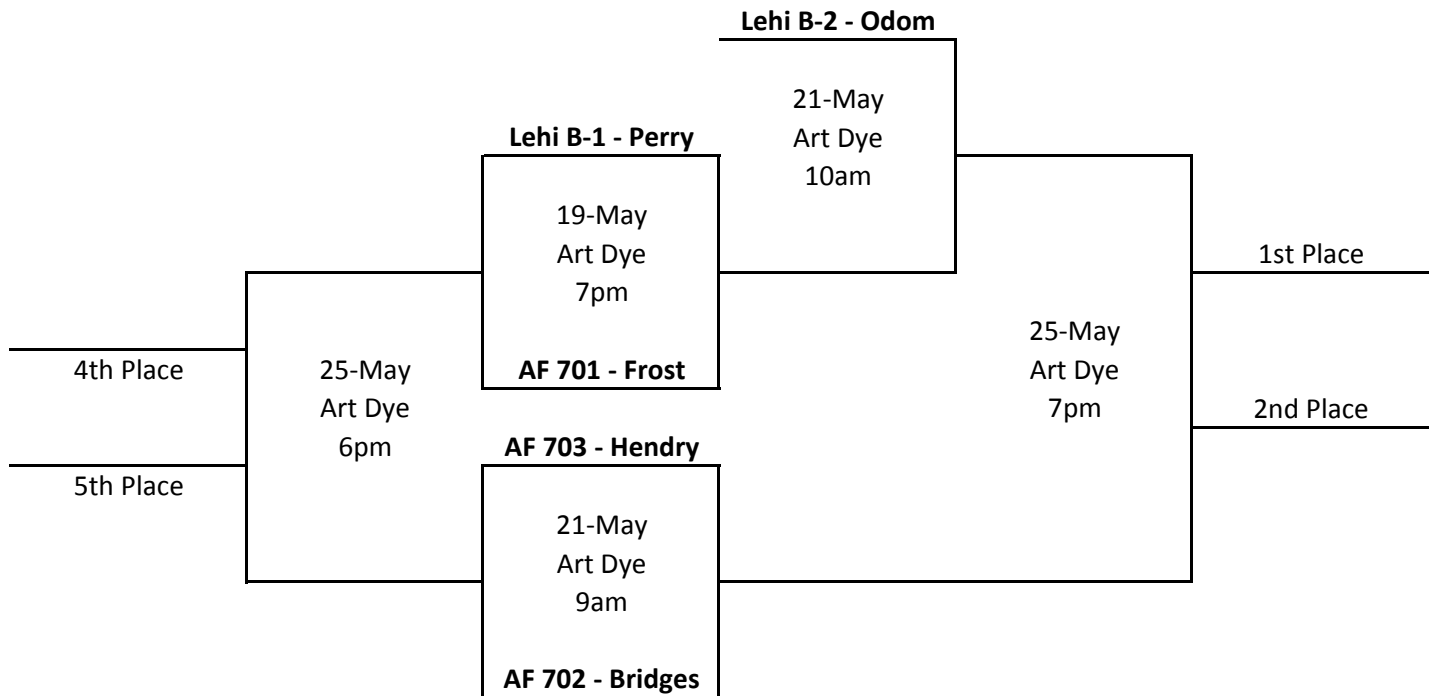 Lehi B-2 - Odom
21-May
Art Dye
10am
Lehi B-1 - Perry
19-May
Art Dye
7pm
AF 701 - Frost
1st Place
2nd Place
25-May
Art Dye
7pm
4th Place
5th Place
25-May
Art Dye
6pm
AF 703 - Hendry
21-May
Art Dye
9am
AF 702 - Bridges